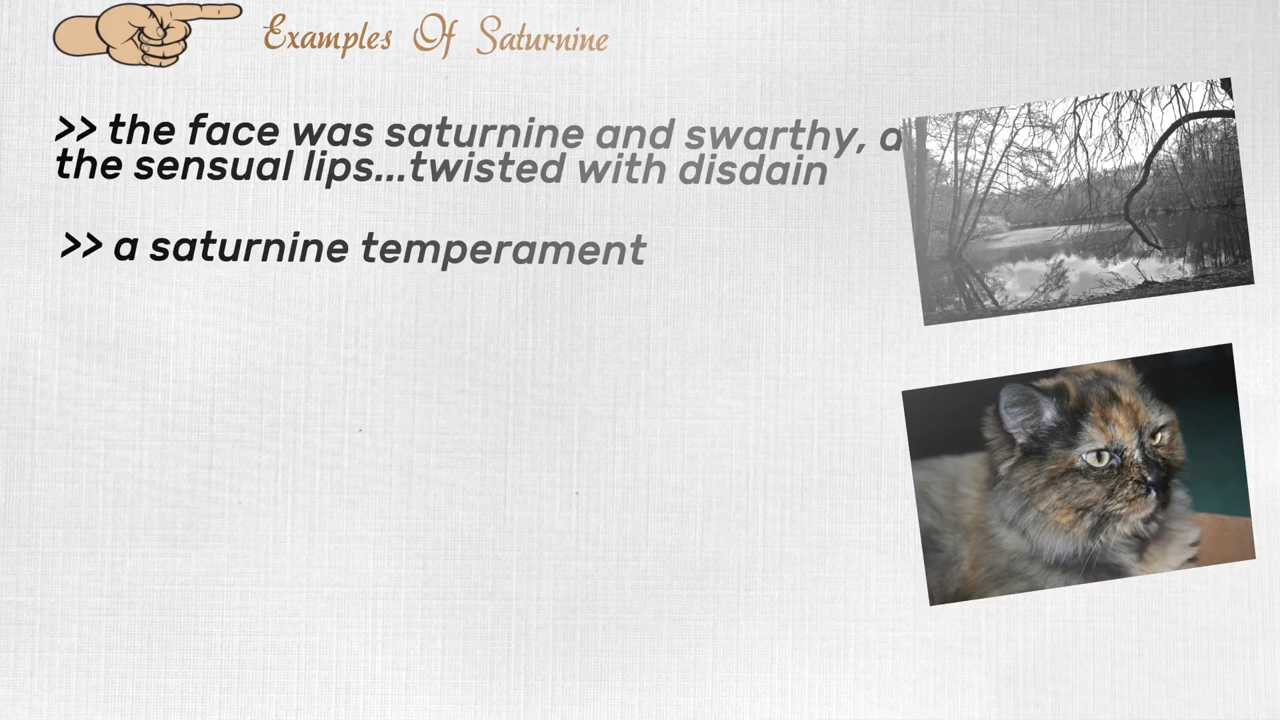 Examples Of Saturnine
>> the face was saturnine and swarthy, a
the sensual lips...twisted with disdain
>> a saturnine temperament